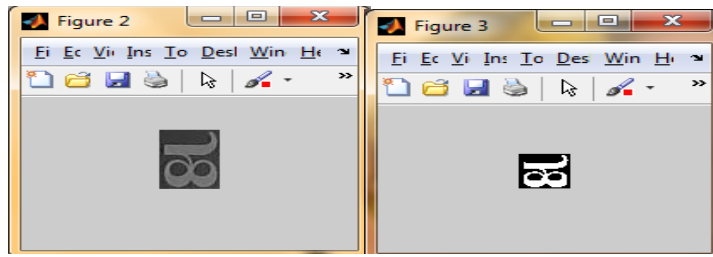 Figure 2
Fi Ec Vi Ins To Desl Win He
Figure 3
Fi Ec Vi Ins To Des Win H